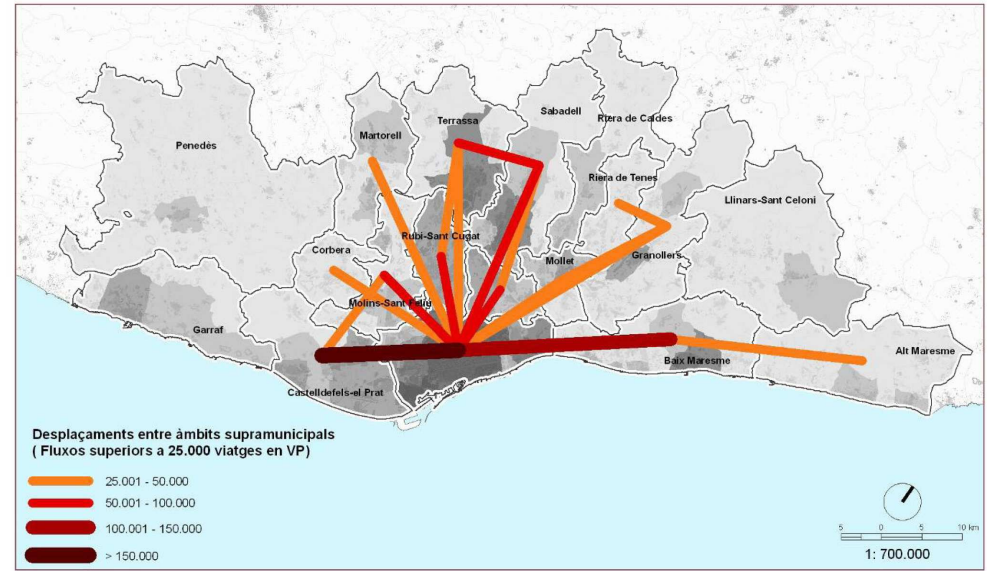 Sabadell
Terrassa
Riera de Caldes
Martorell
Penedès
Riera de Tenes
Llinars-Sant Celoni
Rubí-Sant Cugat
Corbera
Granollers
Mollet
Molins-Sant Feliu
Garraf
Alt Maresme
Baix Maresme
Castelldefels-el Prat
Desplaçaments entre àmbits supramunicipals
( Fluxos superiors a 25.000 viatges en VP)
25.001 - 50.000
50.001 - 100.000
100.001 - 150.000
> 150.000
5 0 5 10 km
1: 700.000